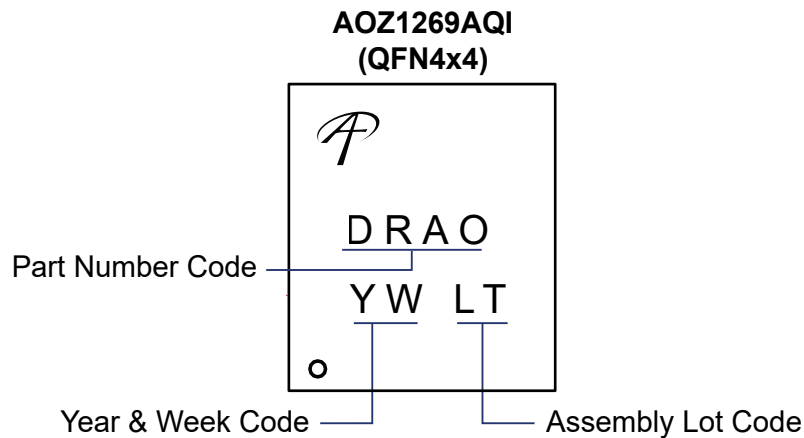 AOZ1269AQI
(QFN4x4)
DRAO
Part Number Code
YW LT
Year & Week Code
Assembly Lot Code